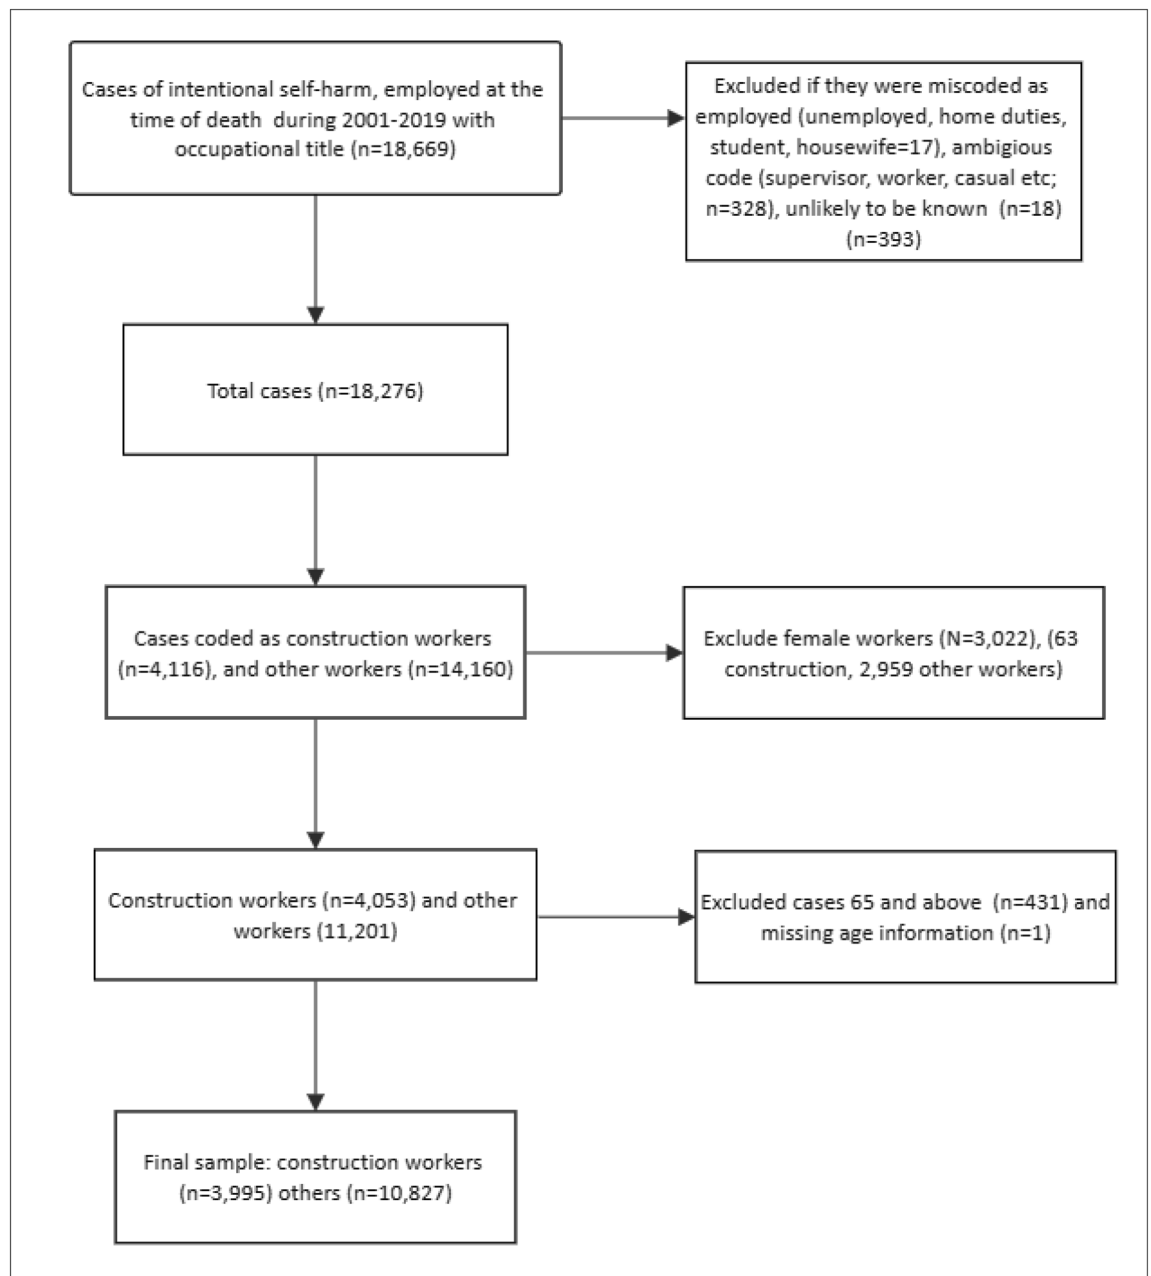 Cases of intentional self-harm, employed at the
time of death  during 2001-2019 with
occupational title (n=18,669)
Excluded if they were miscoded as
employed (unemployed, home duties,
student, housewife=17), ambigious
code (supervisor, worker, casual etc;
n=328), unlikely to be known  (n=18)
(n=393)
Total cases (n=18,276)
Cases coded as construction workers
(n=4,116), and other workers (n=14,160)
Exclude female workers (N=3,022), (63
construction, 2,959 other workers)
Construction workers (n=4,053) and other
workers (11,201)
Excluded cases 65 and above  (n=431) and
missing age information (n=1)
Final sample: construction workers
(n=3,995) others (n=10,827)